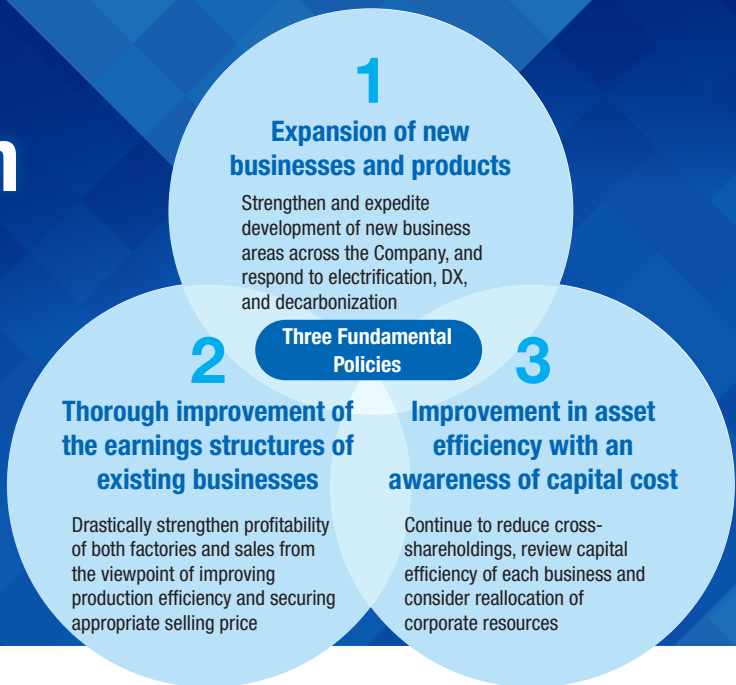 n
1
Expansion of new
businesses and products
Strengthen and expedite
development of new business
areas across the Company, and
respond to electrification, DX,
and decarbonization
Three Fundamental
Policies
2
Thorough improvement of
the earnings structures of
existing businesses
Drastically strengthen profitability
of both factories and sales from
the viewpoint of improving
production efficiency and securing
appropriate selling price
3
Improvement in asset
efficiency with an
awareness of capital cost
Continue to reduce cross-
shareholdings, review capital
efficiency of each business and
consider reallocation of
corporate resources